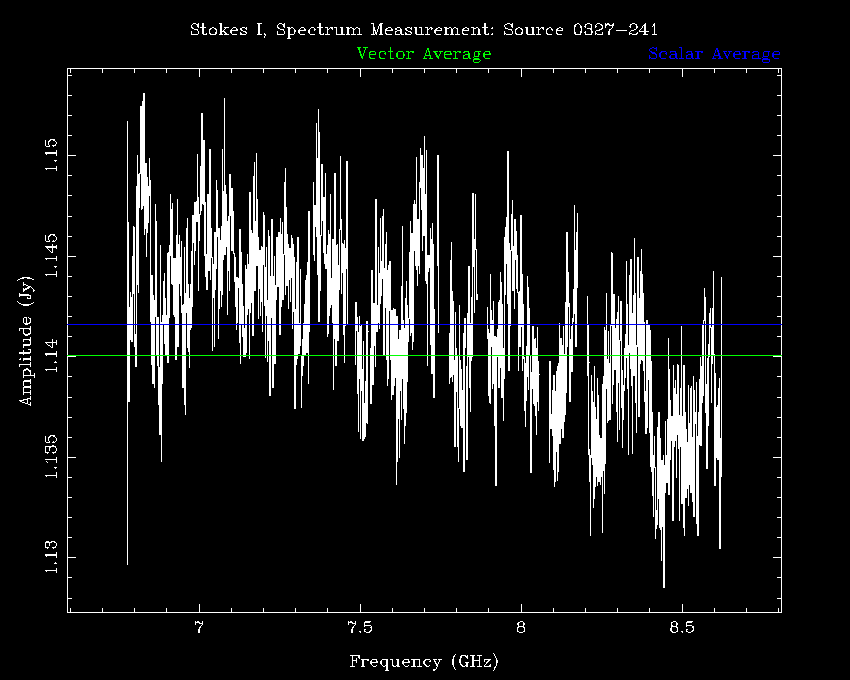 Stokes I, Spectrum Measurement: Source 0327-241
Vector Average
Scalar Average
1.15
1.145
1.14
1.135
1.13
Amplitude (Jy)
7
7.5
8
8.5
Frequency (GHz)